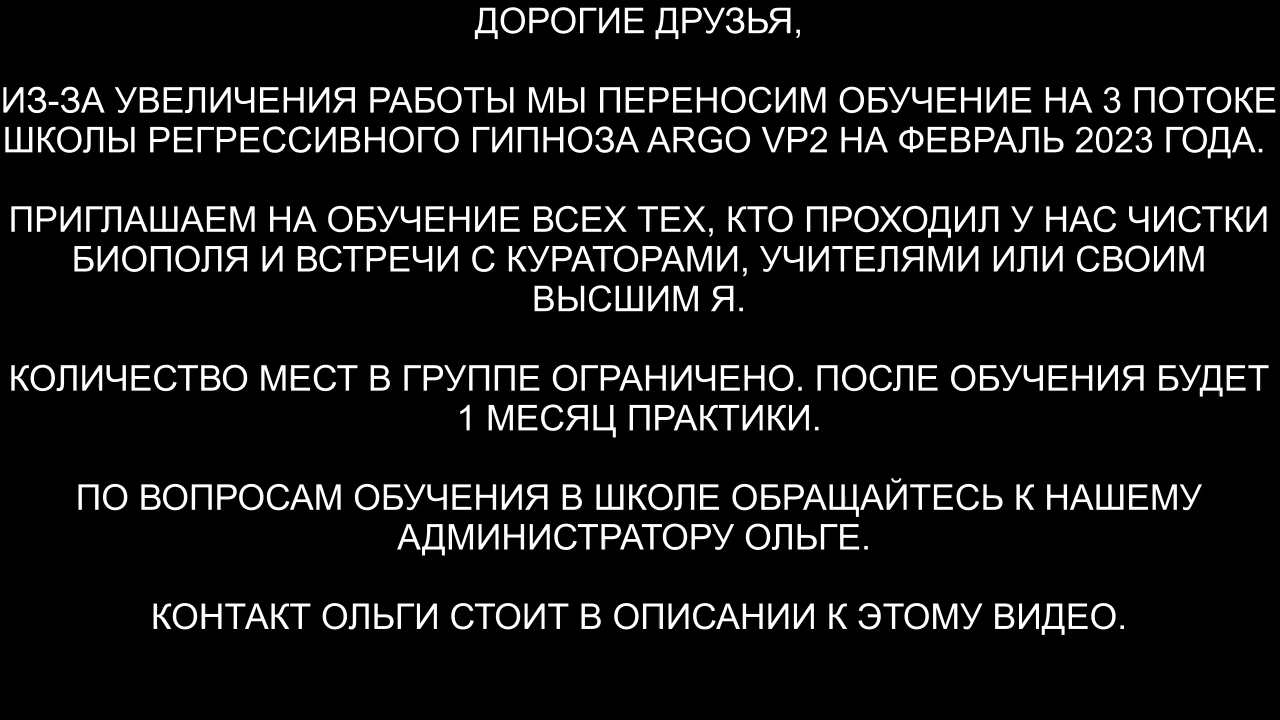 ДОРОГИЕ ДРУЗЬЯ,
ИЗ-ЗА УВЕЛИЧЕНИЯ РАБОТЫ МЫ ПЕРЕНОСИМ ОБУЧЕНИЕ НА 3 ПОТОКЕ
ШКОЛЫ РЕГРЕССИВНОГО ГИПНОЗА ARGO VP2 НА ФЕВРАЛЬ 2023 ГОДА.
ПРИГЛАШАЕМ НА ОБУЧЕНИЕ ВСЕХ ТЕХ, КТО ПРОХОДИЛ У НАС ЧИСТКИ
БИОПОЛЯ И ВСТРЕЧИ С КУРАТОРАМИ, УЧИТЕЛЯМИ ИЛИ СВОИМ
ВЫСШИМ Я.
КОЛИЧЕСТВО МЕСТ В ГРУППЕ ОГРАНИЧЕНО. ПОСЛЕ ОБУЧЕНИЯ БУДЕТ
1 МЕСЯЦ ПРАКТИКИ.
ПО ВОПРОСАМ ОБУЧЕНИЯ В ШКОЛЕ ОБРАЩАЙТЕСЬ К НАШЕМУ
АДМИНИСТРАТОРУ ОЛЬГЕ.
КОНТАКТ ОЛЬГИ СТОИТ В ОПИСАНИИ К ЭТОМУ ВИДЕО.